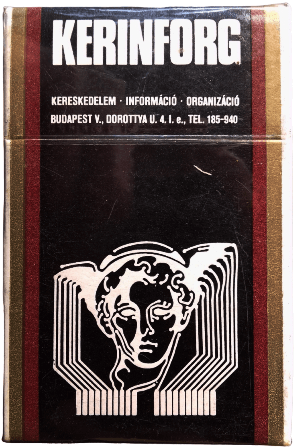 KERINFORG
KERESKEDELEM · INFORMÁCIÓ · ORGANIZÁCIÓ
BUDAPEST V., DOROTTYA U. 4. I. e., TEL. 185-940